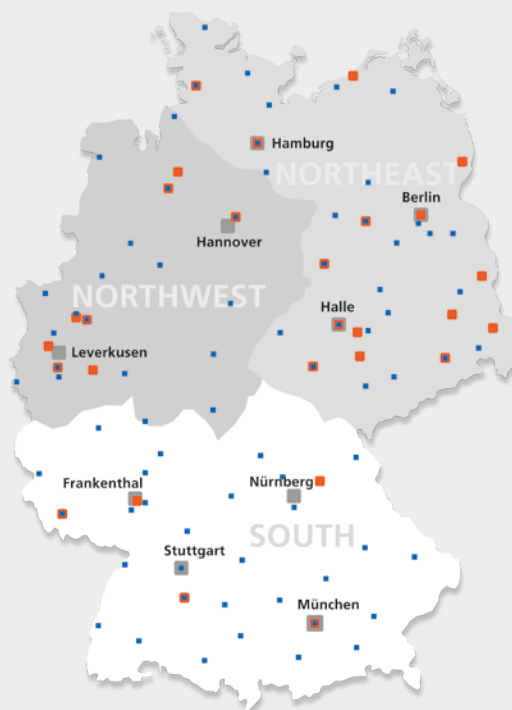 Hamburg
NORTHEAST
Berlin
Hannover
NORTHWEST
Halle
Leverkusen
Frankenthal
Nürnberg
SOUTH
Stuttgart
München